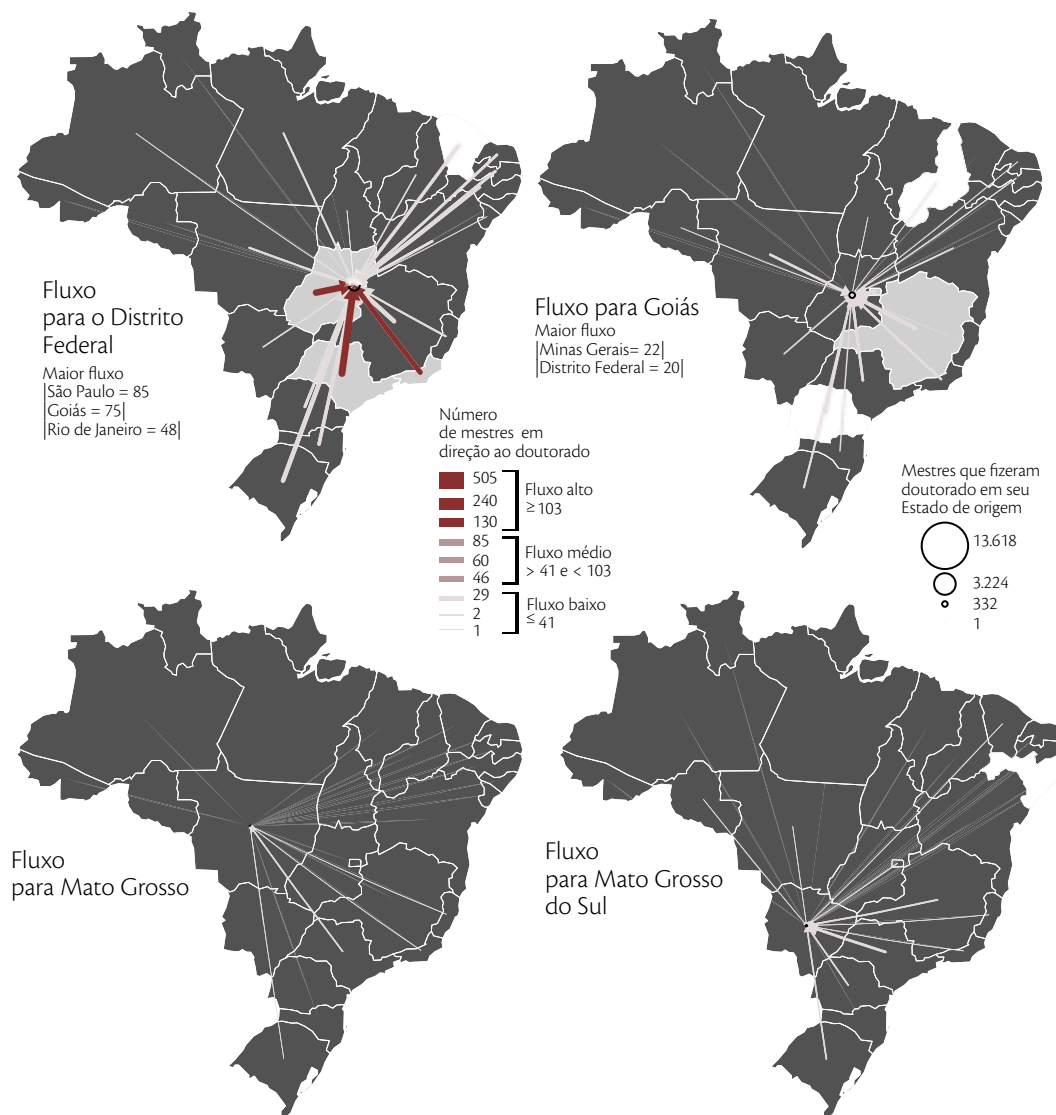 Fluxo
para o Distrito
Federal
Maior fluxo
|São Paulo = 85
|Goiás = 75|
|Rio de Janeiro = 48|
Fluxo para Goiás
Maior fluxo
|Minas Gerais= 22|
|Distrito Federal = 20|
Número
de mestres em
direção ao doutorado
505
240
130
Fluxo alto
≥103
85
60
46
Fluxo médio
> 41 e < 103
29
2
1
Fluxo baixo
≤ 41
Mestres que fizeram
doutorado em seu
Estado de origem
13.618
3.224
332
1
Fluxo
para Mato Grosso
Fluxo
para Mato Grosso
do Sul